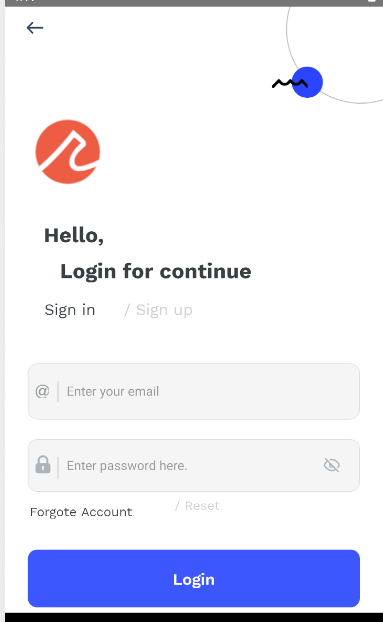 Hello,
Login for continue
Sign in / Sign up
@ Enter your email
Enter password here.
Forgote Account / Reset
Login